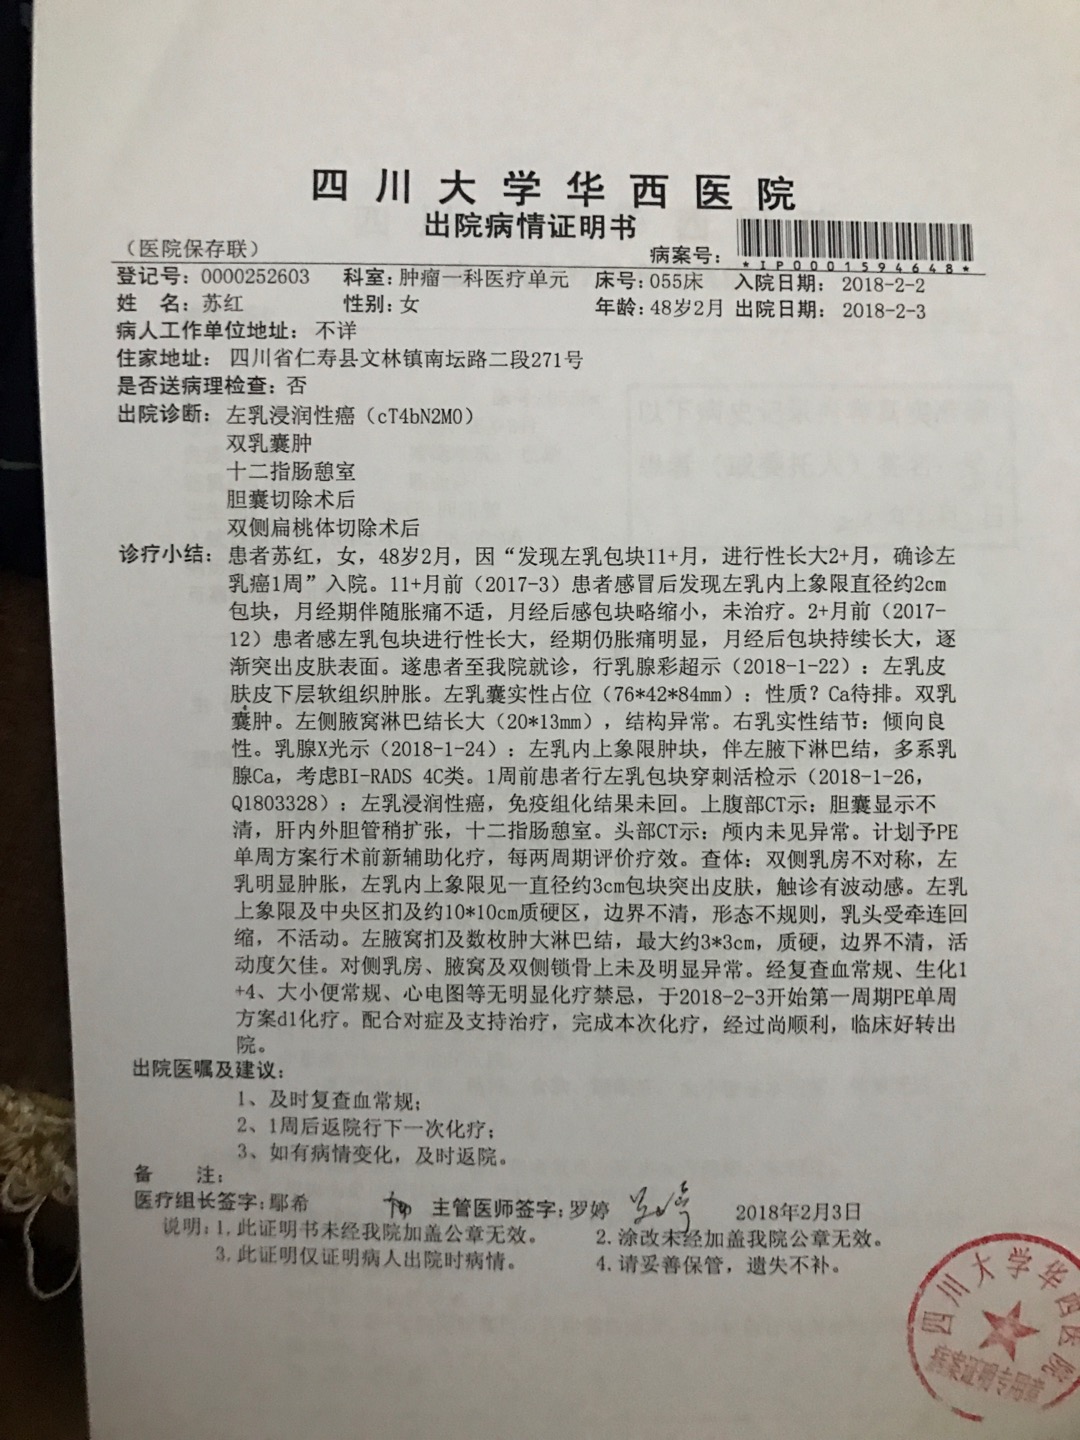 四川大学华西医院
出院病情证明书
（医院保存联）
病案号：
*IP0001594648*
登记号：0000252603 科室：肿瘤一科医疗单元 床号：055床 入院日期： 2018-2-2
姓 名：苏红 性别：女 年龄：48岁2月 出院日期： 2018-2-3
病人工作单位地址： 不详
住家地址： 四川省仁寿县文林镇南坛路二段271号
是否送病理检查：否
出院诊断：左乳浸润性癌（cT4bN2M0）
双乳囊肿
十二指肠憩室
胆囊切除术后
双侧扁桃体切除术后
诊疗小结：患者苏红，女，48岁2月，因“发现左乳包块11+月，进行性长大2+月，确诊左
乳癌1周”入院。11+月前（2017-3）患者感冒后发现左乳内上象限直径约2cm
包块，月经期伴随胀痛不适，月经后感包块略缩小，未治疗。2+月前（2017-
12）患者感左乳包块进行性长大，经期仍胀痛明显，月经后包块持续长大，逐
渐突出皮肤表面。遂患者至我院就诊，行乳腺彩超示（2018-1-22）：左乳皮
肤皮下层软组织肿胀。左乳囊实性占位（76*42*84mm）：性质？Ca待排。双乳
囊肿。左侧腋窝淋巴结长大（20*13mm），结构异常。右乳实性结节：倾向良
性。乳腺X光示（2018-1-24）：左乳内上象限肿块，伴左腋下淋巴结，多系乳
腺Ca，考虑BI-RADS 4C类。1周前患者行左乳包块穿刺活检示（2018-1-26，
Q1803328）：左乳浸润性癌，免疫组化结果未回。上腹部CT示：胆囊显示不
清，肝内外胆管稍扩张，十二指肠憩室。头部CT示：颅内未见异常。计划予PE
单周方案行术前新辅助化疗，每两周期评价疗效。查体：双侧乳房不对称，左
乳明显肿胀，左乳内上象限见一直径约3cm包块突出皮肤，触诊有波动感。左乳
上象限及中央区扪及约10*10cm质硬区，边界不清，形态不规则，乳头受牵连回
缩，不活动。左腋窝扪及数枚肿大淋巴结，最大约3*3cm，质硬，边界不清，活
动度欠佳。对侧乳房、腋窝及双侧锁骨上未及明显异常。经复查血常规、生化1
+4、大小便常规、心电图等无明显化疗禁忌，于2018-2-3开始第一周期PE单周
方案d1化疗。配合对症及支持治疗，完成本次化疗，经过尚顺利，临床好转出
院。
出院医嘱及建议：
1、及时复查血常规；
2、1周后返院行下一次化疗；
3、如有病情变化，及时返院。
备 注：
医疗组长签字：鄢希 主管医师签字：罗婷 罗婷 2018年2月3日
说明：1.此证明书未经我院加盖公章无效。 2.涂改未经加盖我院公章无效。
3.此证明仅证明病人出院时病情。 4.请妥善保管，遗失不补。
四川大学华西医院
病案证明专用章